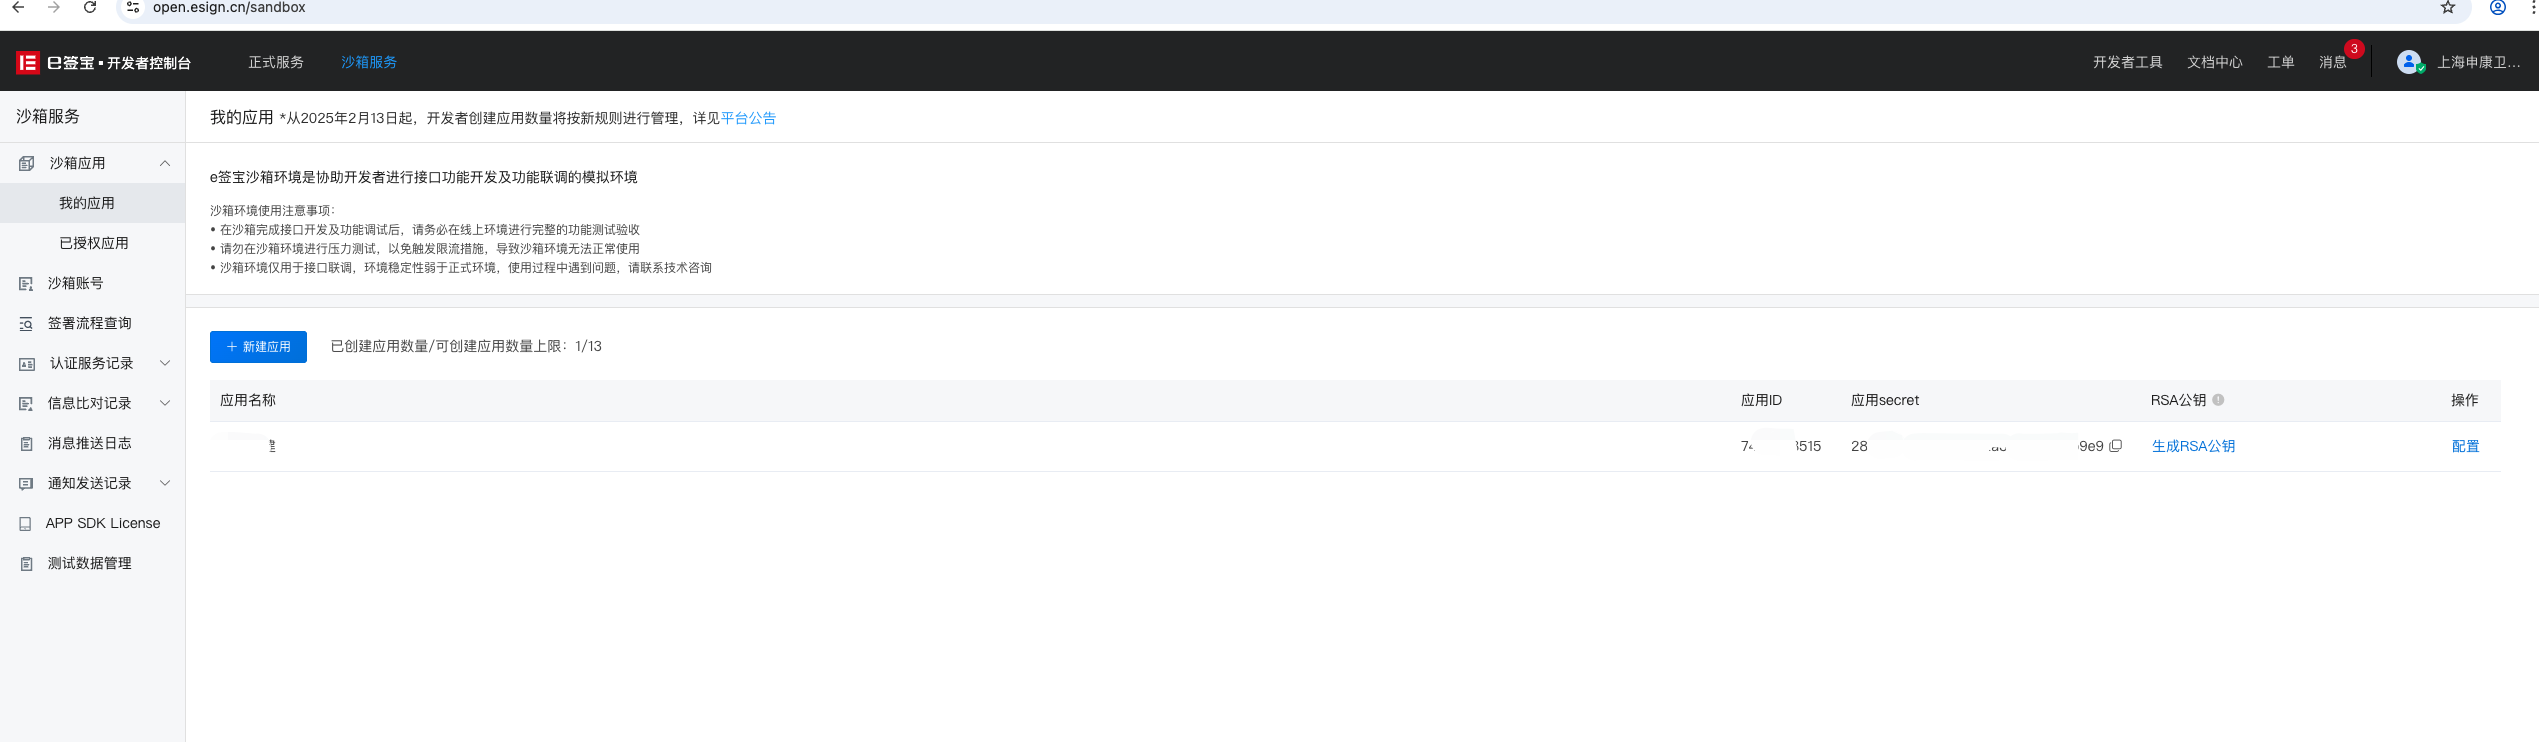 open.esign.cn/sandbox
e签宝·开发者控制台 正式服务 沙箱服务 开发者工具 文档中心 工单 消息 3 上海申康卫...
沙箱服务
沙箱应用
我的应用
已授权应用
沙箱账号
签署流程查询
认证服务记录
信息比对记录
消息推送日志
通知发送记录
APP SDK License
测试数据管理
我的应用 *从2025年2月13日起，开发者创建应用数量将按新规则进行管理，详见平台公告
e签宝沙箱环境是协助开发者进行接口功能开发及功能联调的模拟环境
沙箱环境使用注意事项：
• 在沙箱完成接口开发及功能调试后，请务必在线上环境进行完整的功能测试验收
• 请勿在沙箱环境进行压力测试，以免触发限流措施，导致沙箱环境无法正常使用
• 沙箱环境仅用于接口联调，环境稳定性弱于正式环境，使用过程中遇到问题，请联系技术咨询
+ 新建应用 已创建应用数量/可创建应用数量上限：1/13
应用名称 应用ID 应用secret RSA公钥 操作
74 515 28 9e9 生成RSA公钥 配置